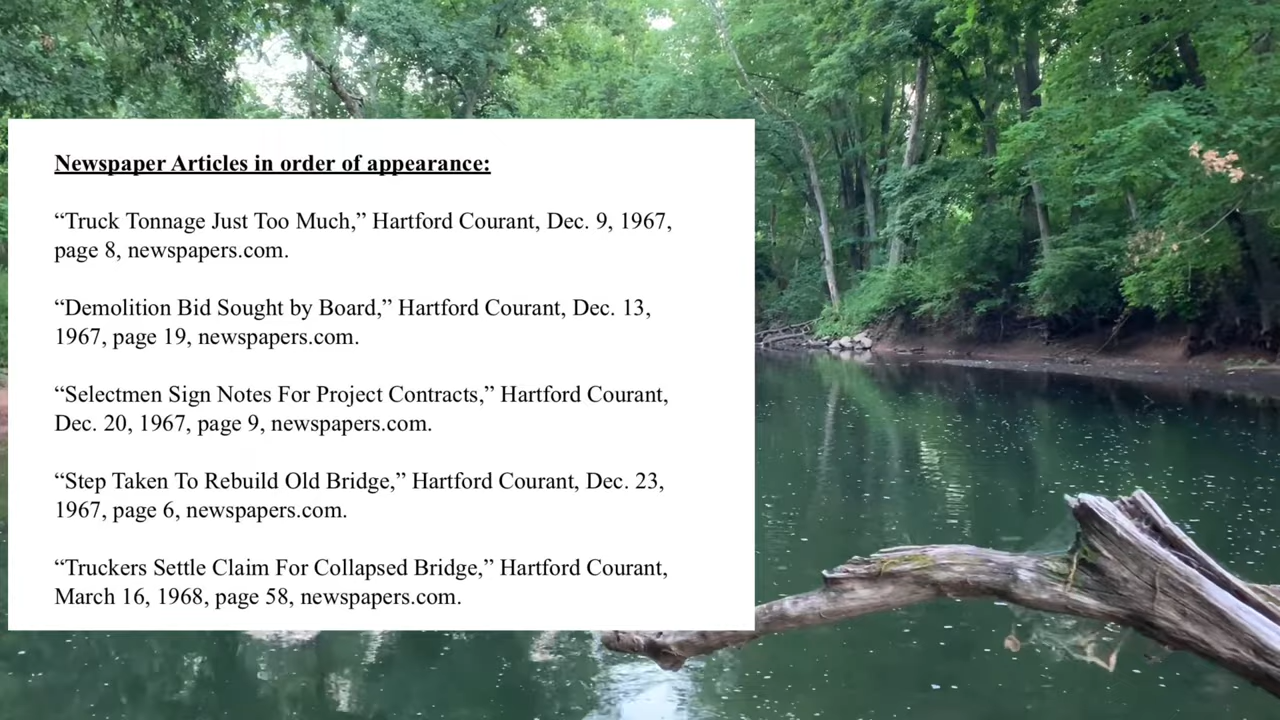 Newspaper Articles in order of appearance:
“Truck Tonnage Just Too Much,” Hartford Courant, Dec. 9, 1967,
page 8, newspapers.com.
“Demolition Bid Sought by Board,” Hartford Courant, Dec. 13,
1967, page 19, newspapers.com.
“Selectmen Sign Notes For Project Contracts,” Hartford Courant,
Dec. 20, 1967, page 9, newspapers.com.
“Step Taken To Rebuild Old Bridge,” Hartford Courant, Dec. 23,
1967, page 6, newspapers.com.
“Truckers Settle Claim For Collapsed Bridge,” Hartford Courant,
March 16, 1968, page 58, newspapers.com.